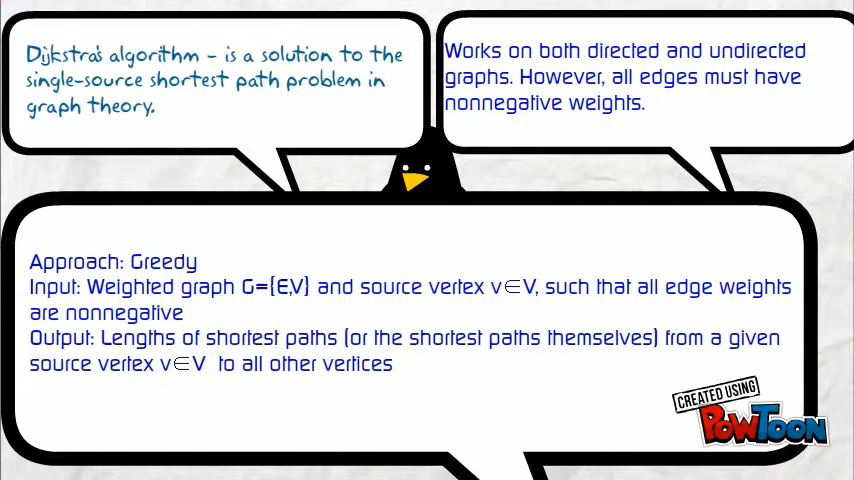 Dijkstra's algorithm - is a solution to the
single-source shortest path problem in
graph theory.
Works on both directed and undirected
graphs. However, all edges must have
nonnegative weights.
Approach: Greedy
Input: Weighted graph G={E,V} and source vertex v∈V, such that all edge weights
are nonnegative
Output: Lengths of shortest paths (or the shortest paths themselves) from a given
source vertex v∈V to all other vertices
CREATED USING
POWTOON